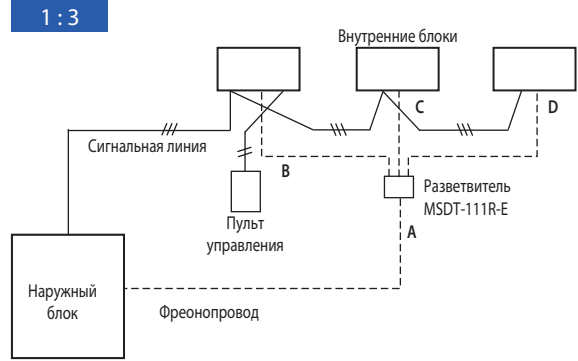 1 : 3
Внутренние блоки
C
D
Сигнальная линия
B
Разветвитель
MSDT-111R-E
Пульт
управления
A
Наружный
блок
Фреонопровод